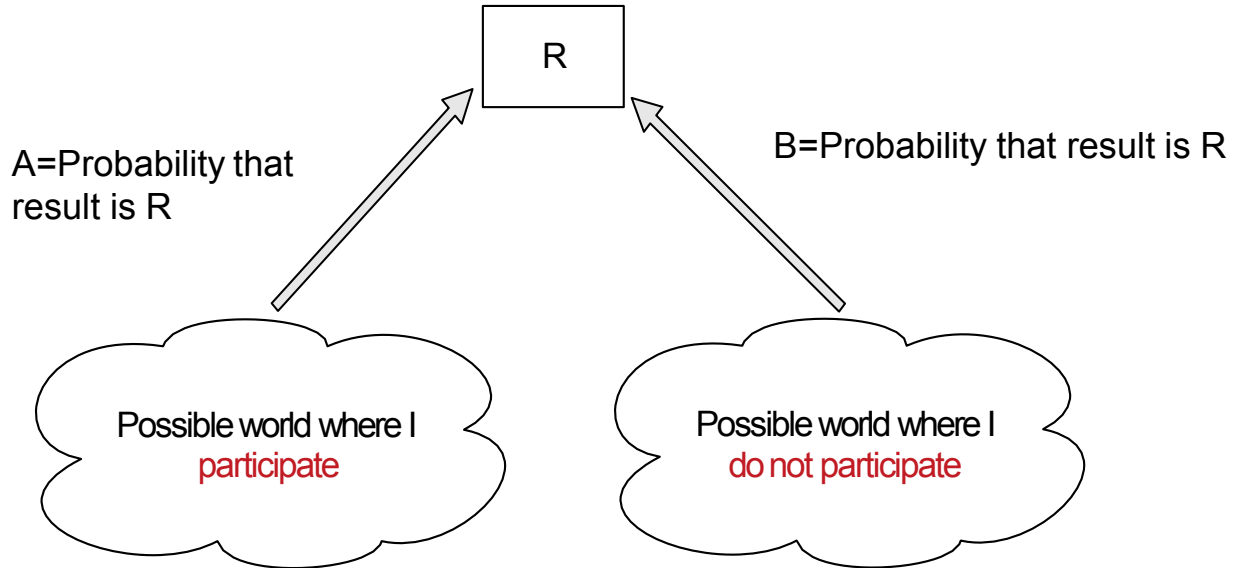 R
A=Probability that
result is R
B=Probability that result is R
Possible world where I
participate
Possible world where I
do not participate